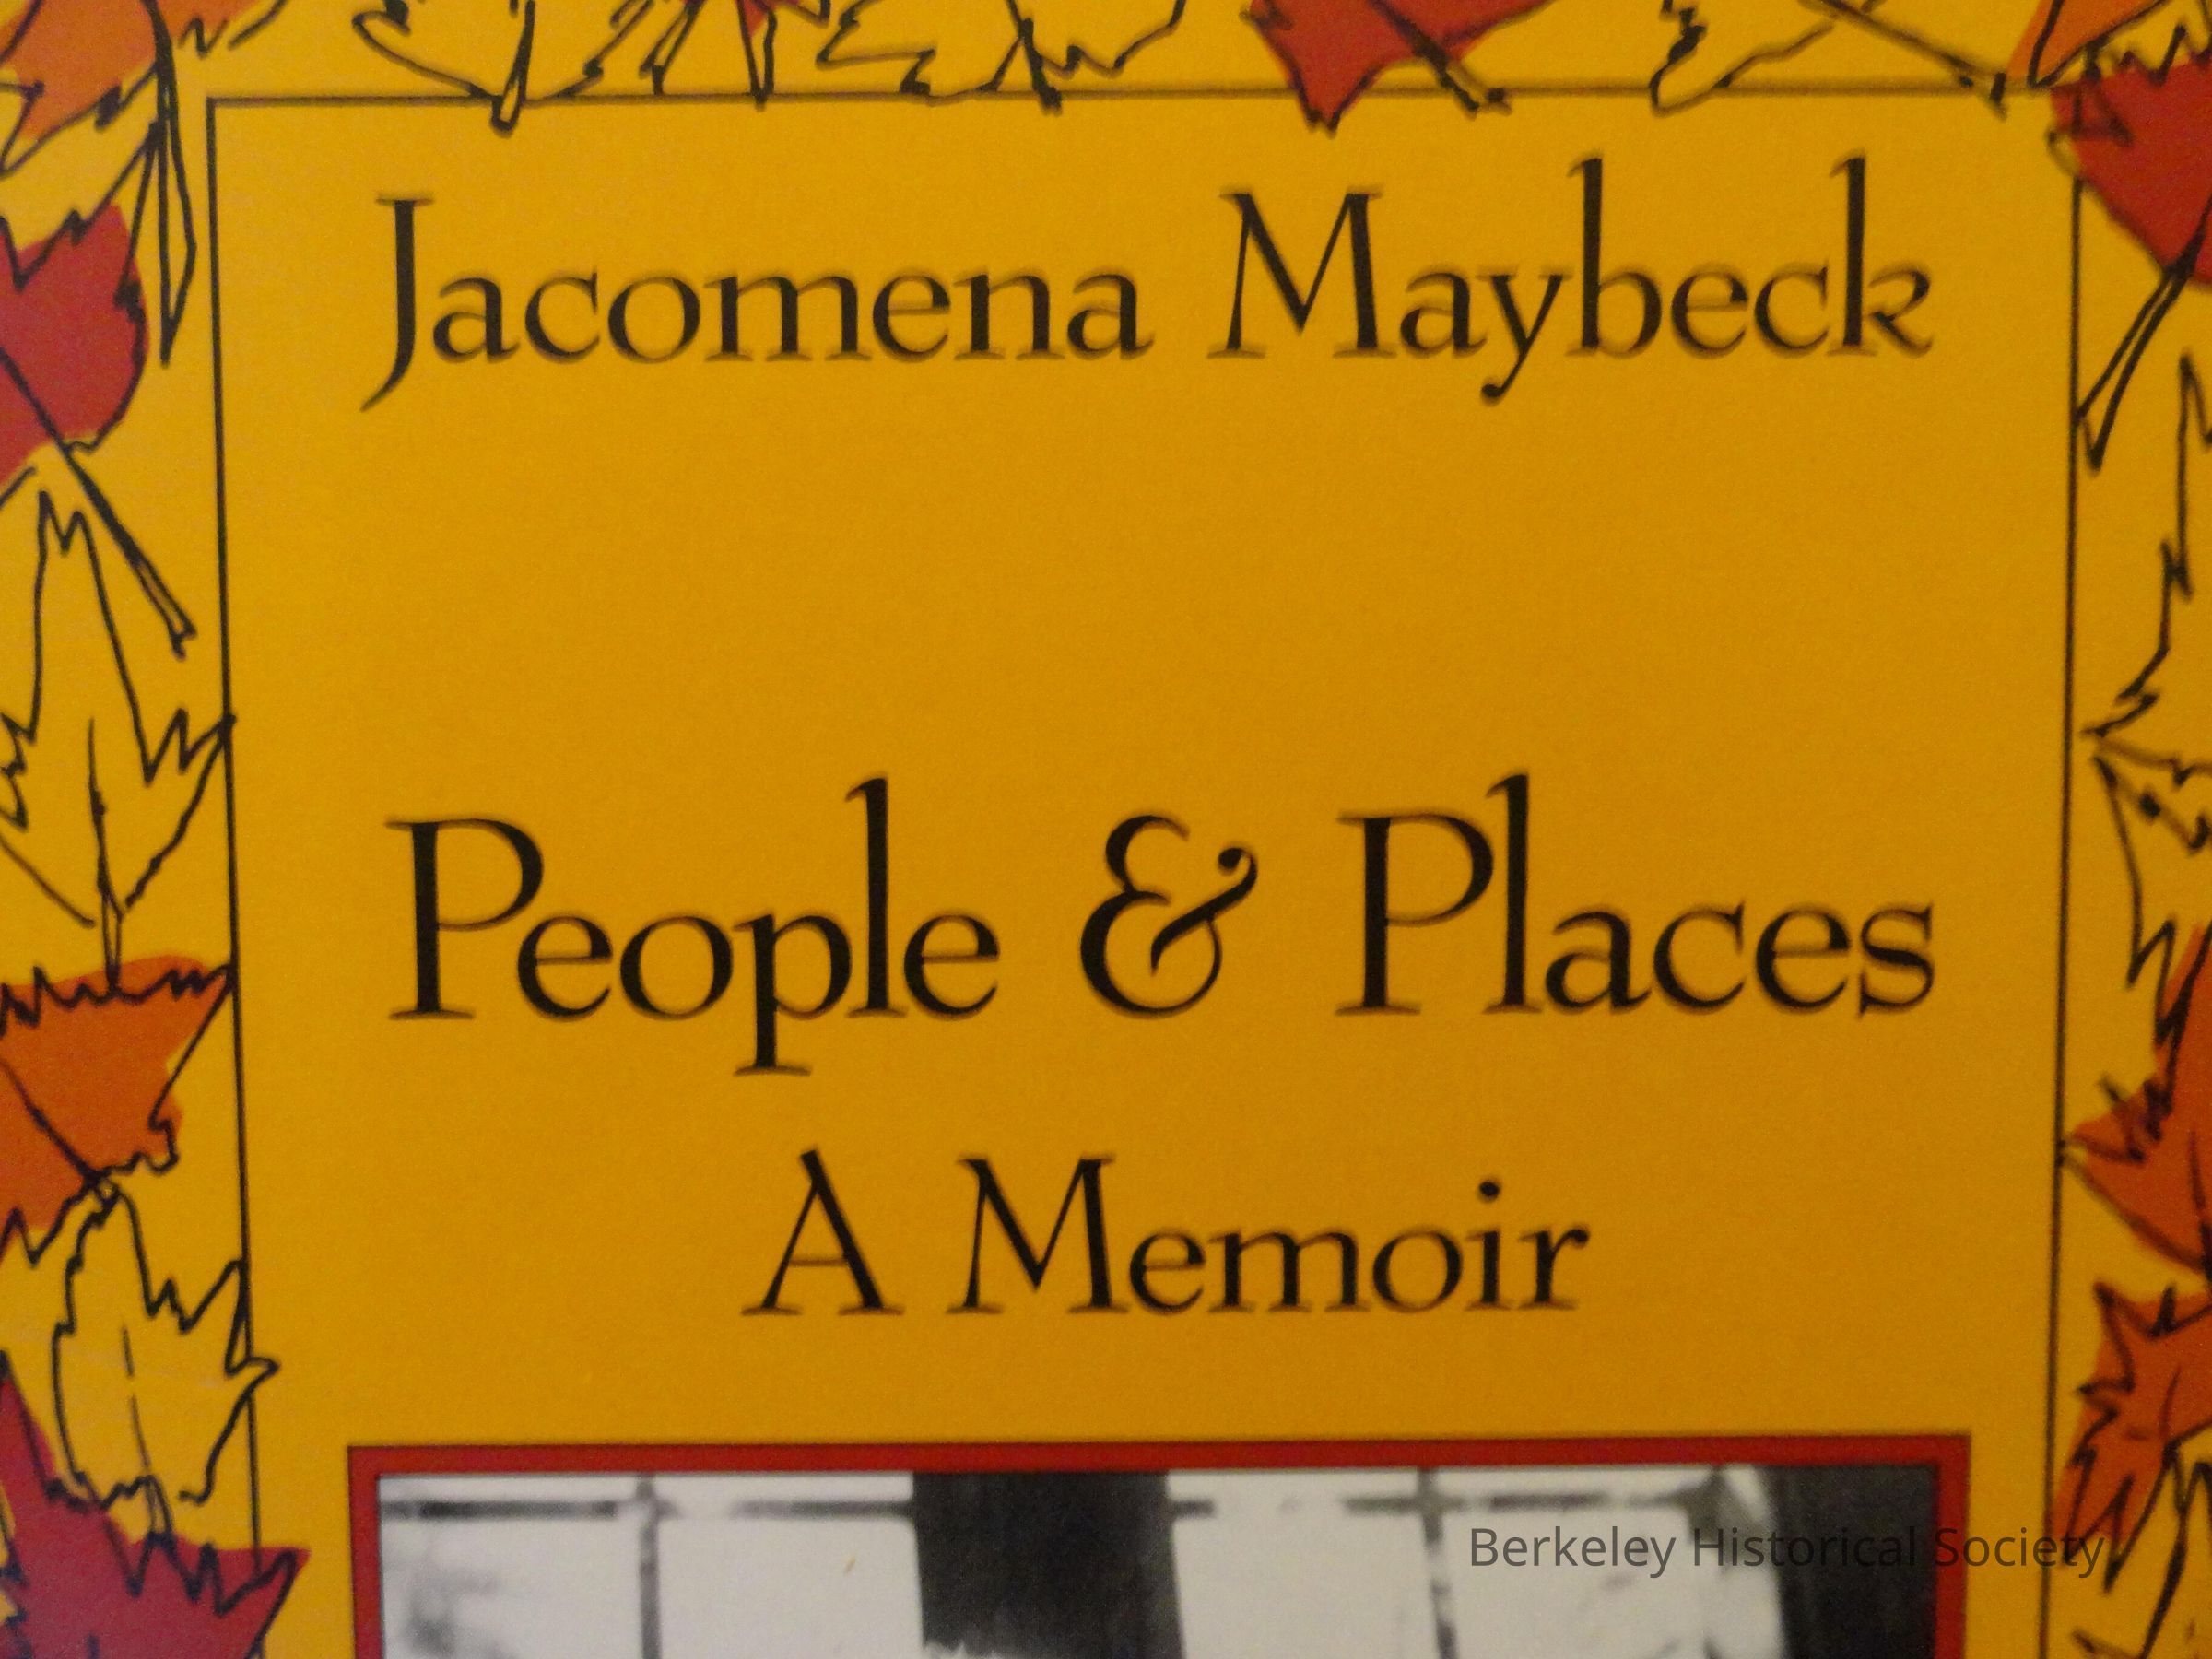 Jacomena Maybeck
People & Places
A Memoir
Berkeley Historical Society